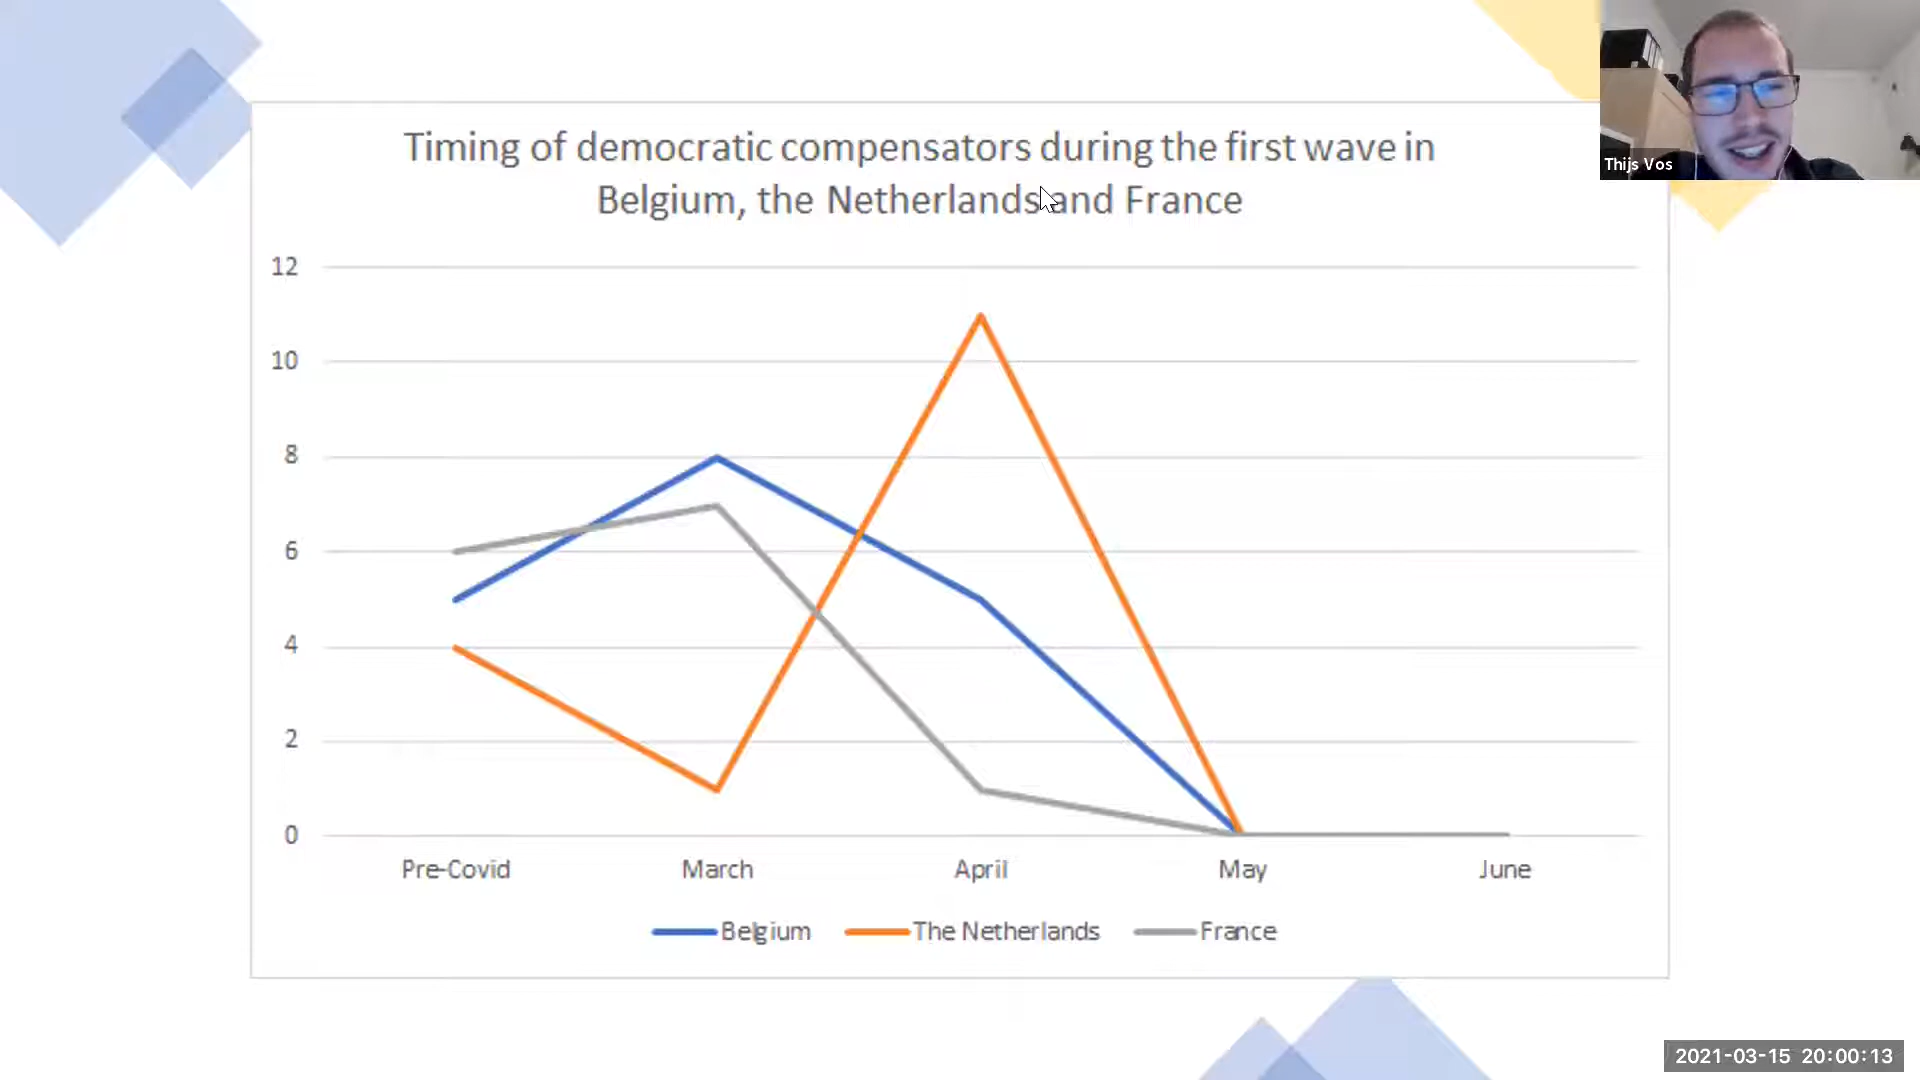 Timing of democratic compensators during the first wave in
Belgium, the Netherlands and France
Thijs Vos
12
10
8
6
4
2
0
Pre-Covid March April May June
Belgium The Netherlands France
2021-03-15 20:00:13